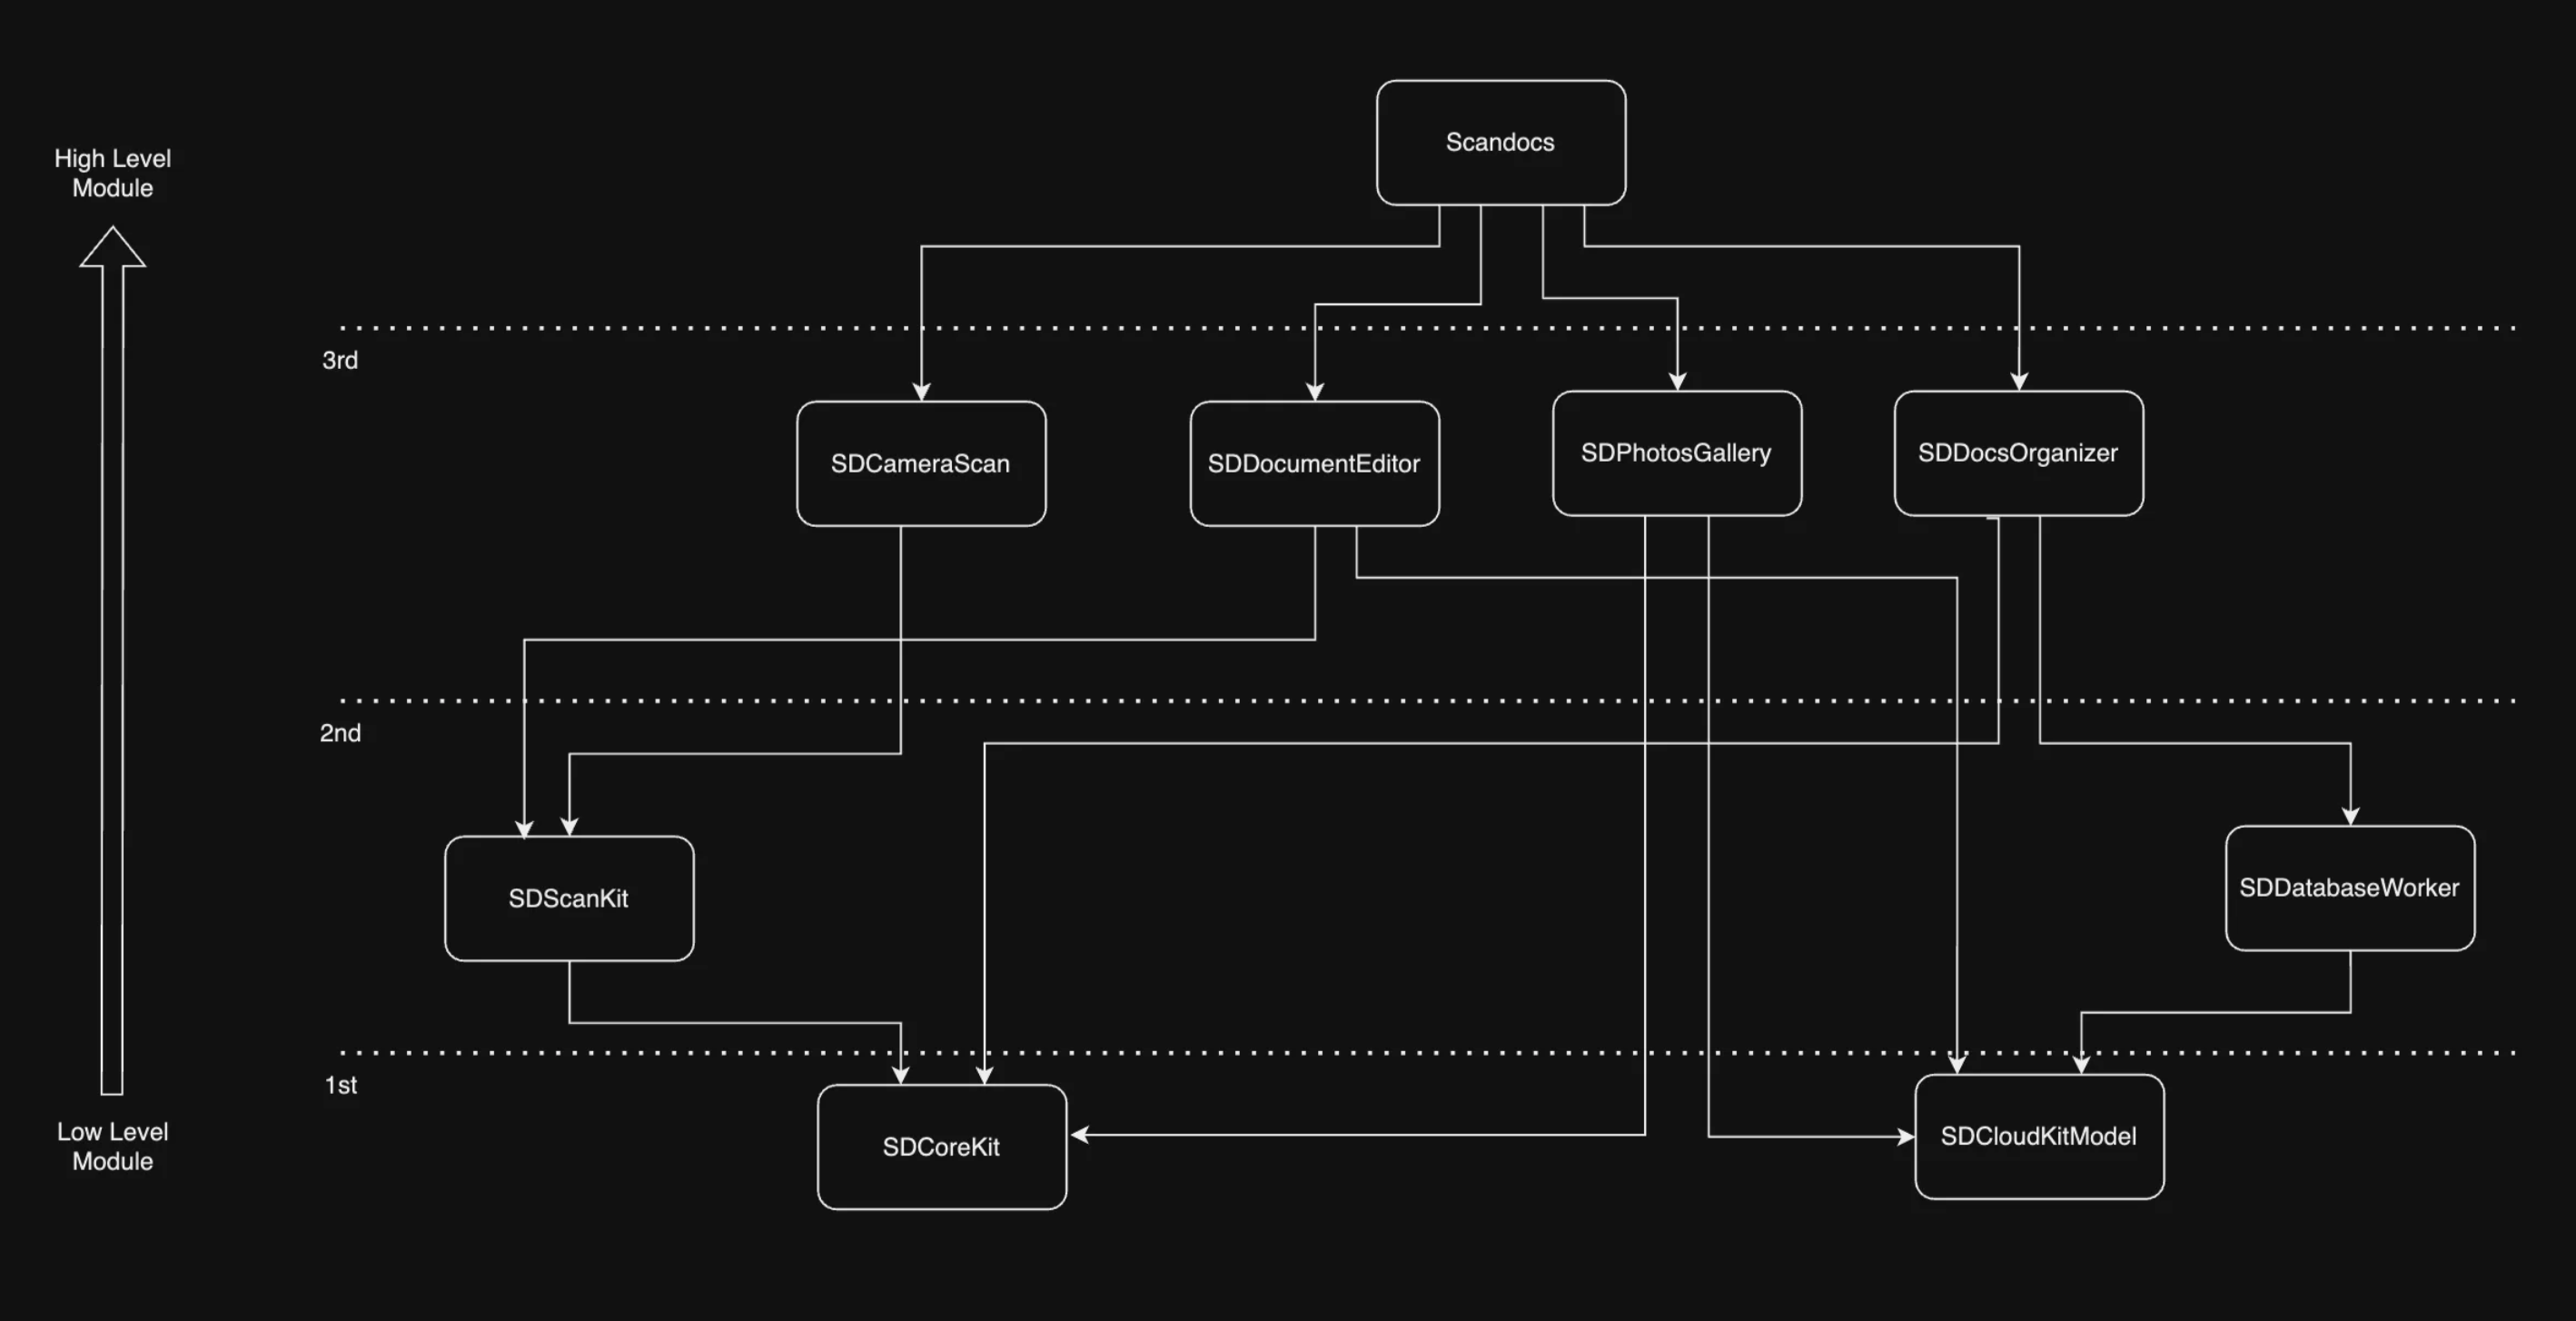 Scandocs
High Level
Module
3rd
SDCameraScan
SDDocumentEditor
SDPhotosGallery
SDDocsOrganizer
2nd
SDScanKit
SDDatabaseWorker
1st
Low Level
Module
SDCoreKit
SDCloudKitModel